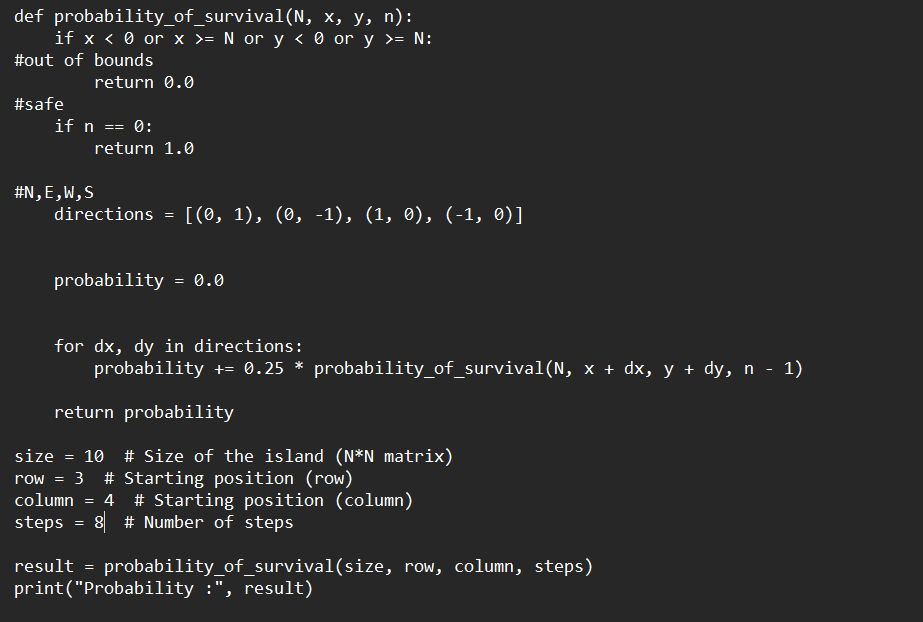 def probability_of_survival(N, x, y, n):
    if x < 0 or x >= N or y < 0 or y >= N:
#out of bounds
        return 0.0
#safe
    if n == 0:
        return 1.0
#N,E,W,S
    directions = [(0, 1), (0, -1), (1, 0), (-1, 0)]
    probability = 0.0
    for dx, dy in directions:
        probability += 0.25 * probability_of_survival(N, x + dx, y + dy, n - 1)
    return probability
size = 10  # Size of the island (N*N matrix)
row = 3  # Starting position (row)
column = 4  # Starting position (column)
steps = 8  # Number of steps
result = probability_of_survival(size, row, column, steps)
print("Probability :", result)